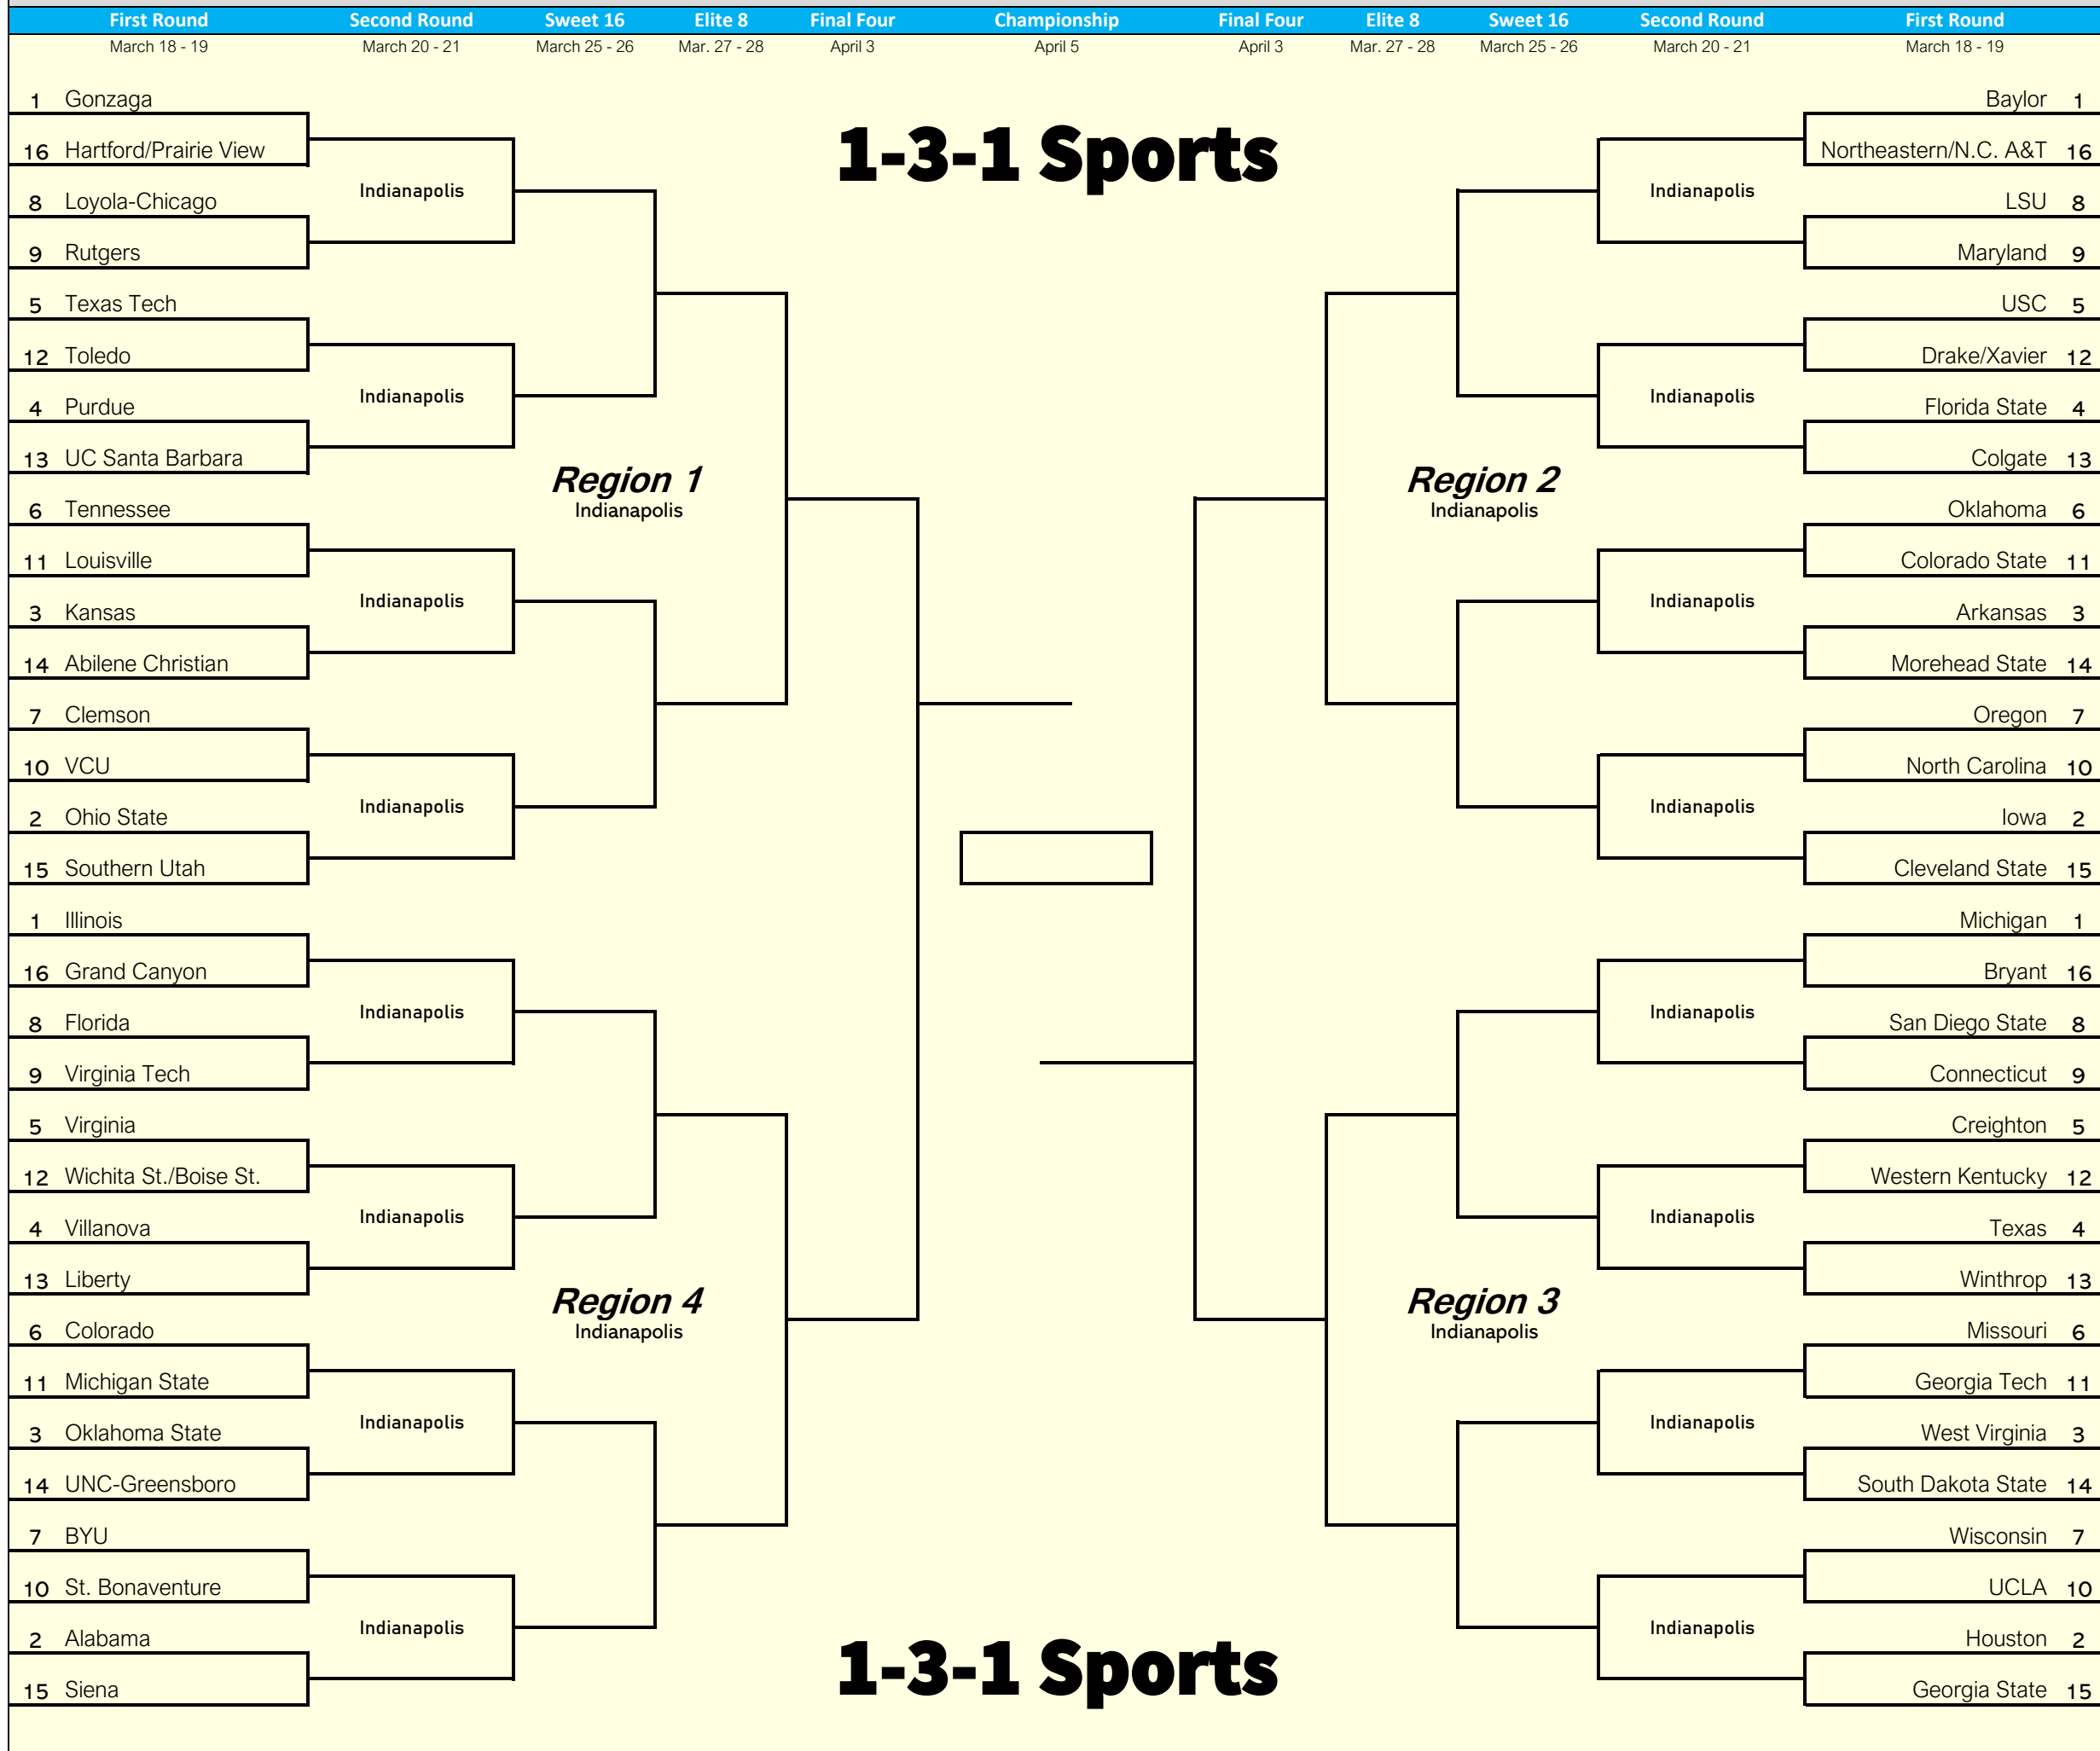 First Round Second Round Sweet 16 Elite 8 Final Four Championship Final Four Elite 8 Sweet 16 Second Round First Round
March 18 - 19 March 20 - 21 March 25 - 26 Mar. 27 - 28 April 3 April 5 April 3 Mar. 27 - 28 March 25 - 26 March 20 - 21 March 18 - 19
1-3-1 Sports
1 Gonzaga
16 Hartford/Prairie View
Indianapolis
8 Loyola-Chicago
9 Rutgers
5 Texas Tech
12 Toledo
Indianapolis
4 Purdue
13 UC Santa Barbara
Region 1
Indianapolis
6 Tennessee
11 Louisville
Indianapolis
3 Kansas
14 Abilene Christian
7 Clemson
10 VCU
Indianapolis
2 Ohio State
15 Southern Utah
1 Illinois
16 Grand Canyon
Indianapolis
8 Florida
9 Virginia Tech
5 Virginia
12 Wichita St./Boise St.
Indianapolis
4 Villanova
13 Liberty
Region 4
Indianapolis
6 Colorado
11 Michigan State
Indianapolis
3 Oklahoma State
14 UNC-Greensboro
7 BYU
10 St. Bonaventure
Indianapolis
2 Alabama
15 Siena
Baylor 1
Northeastern/N.C. A&T 16
Indianapolis
LSU 8
Maryland 9
USC 5
Drake/Xavier 12
Indianapolis
Florida State 4
Colgate 13
Region 2
Indianapolis
Oklahoma 6
Colorado State 11
Indianapolis
Arkansas 3
Morehead State 14
Oregon 7
North Carolina 10
Indianapolis
Iowa 2
Cleveland State 15
Michigan 1
Bryant 16
Indianapolis
San Diego State 8
Connecticut 9
Creighton 5
Western Kentucky 12
Indianapolis
Texas 4
Winthrop 13
Region 3
Indianapolis
Missouri 6
Georgia Tech 11
Indianapolis
West Virginia 3
South Dakota State 14
Wisconsin 7
UCLA 10
Indianapolis
Houston 2
Georgia State 15
1-3-1 Sports